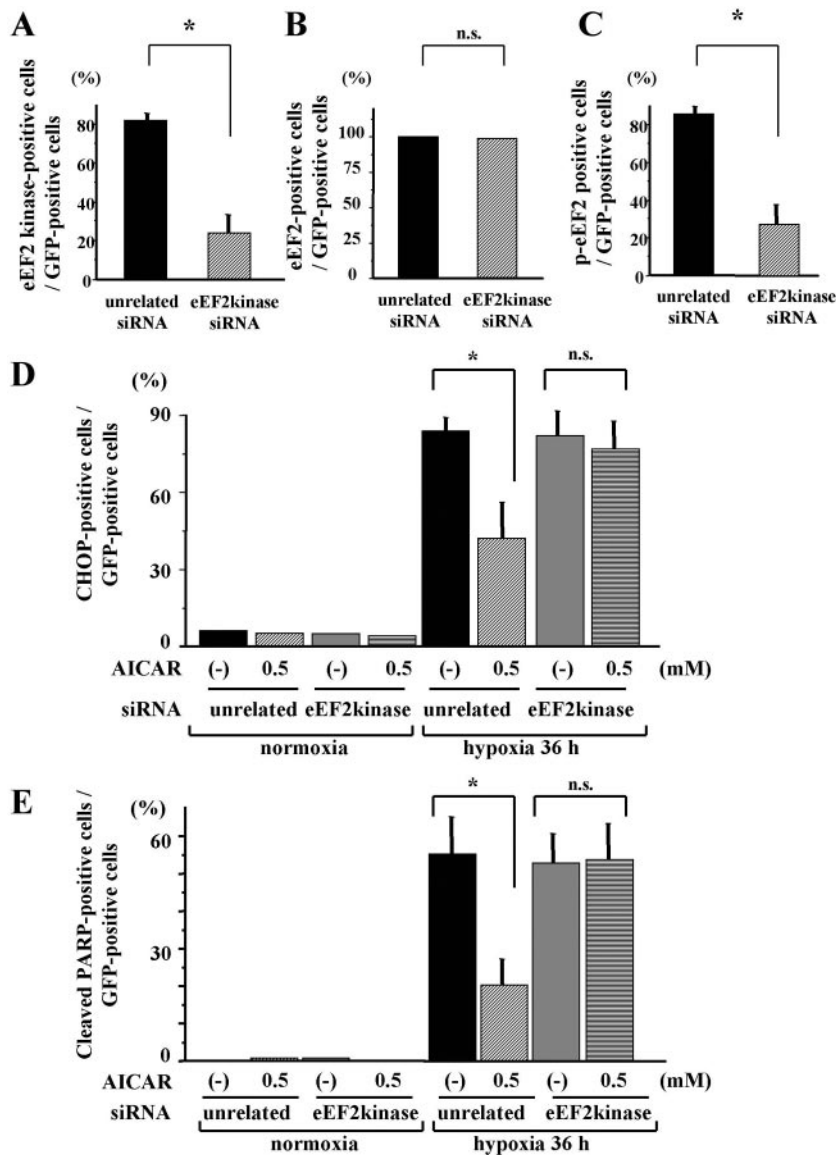 A
*
(%)
eEF2 kinase-positive cells
/ GFP-positive cells
80
60
40
20
0
unrelated
siRNA
eEF2kinase
siRNA
B
n.s.
(%)
eEF2-positive cells
/ GFP-positive cells
100
75
50
25
0
unrelated
siRNA
eEF2kinase
siRNA
C
*
(%)
p-eEF2 positive cells
/ GFP-positive cells
80
60
40
20
0
unrelated
siRNA
eEF2kinase
siRNA
D
(%)
CHOP-positive cells /
GFP-positive cells
90
60
30
0
*
n.s.
AICAR (-) 0.5 (-) 0.5 (-) 0.5 (-) 0.5 (mM)
siRNA unrelated eEF2kinase unrelated eEF2kinase
normoxia hypoxia 36 h
E
(%)
Cleaved PARP-positive cells /
GFP-positive cells
60
30
0
*
n.s.
AICAR (-) 0.5 (-) 0.5 (-) 0.5 (-) 0.5 (mM)
siRNA unrelated eEF2kinase unrelated eEF2kinase
normoxia hypoxia 36 h